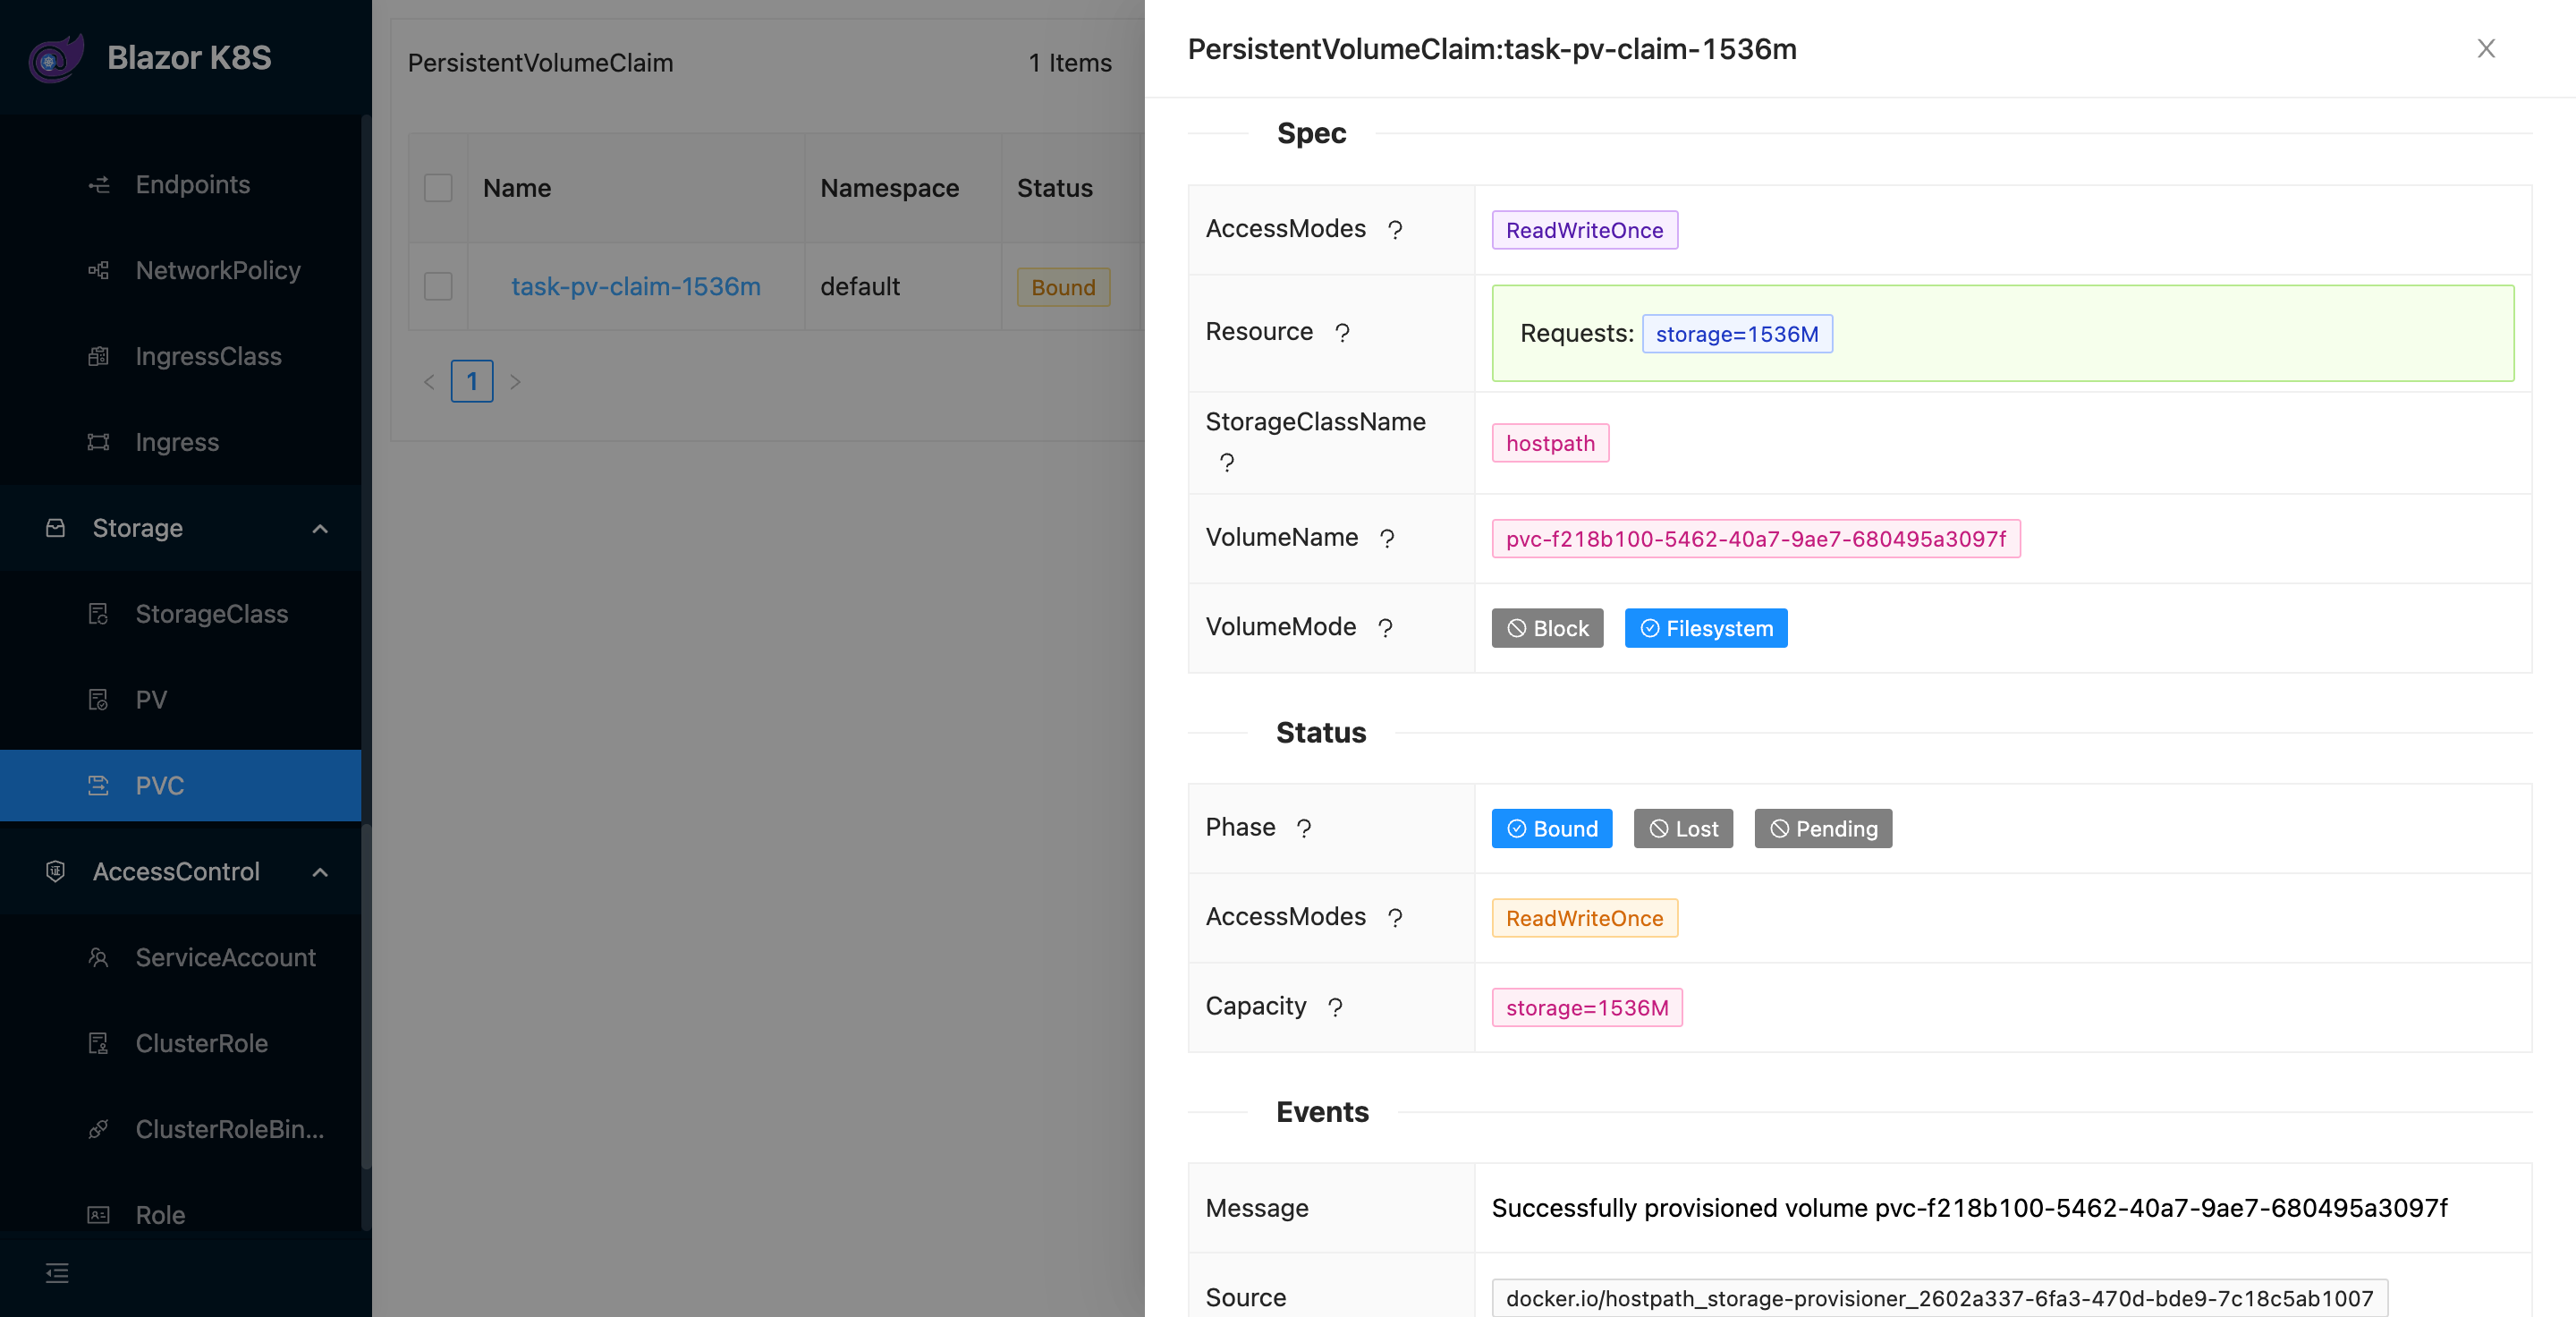 Blazor K8S
Endpoints
NetworkPolicy
IngressClass
Ingress
Storage
StorageClass
PV
PVC
AccessControl
ServiceAccount
ClusterRole
ClusterRoleBin...
Role
PersistentVolumeClaim 1 Items
Name Namespace Status
task-pv-claim-1536m default Bound
< 1 >
PersistentVolumeClaim:task-pv-claim-1536m
Spec
AccessModes ? ReadWriteOnce
Resource ? Requests: storage=1536M
StorageClassName
? hostpath
VolumeName ? pvc-f218b100-5462-40a7-9ae7-680495a3097f
VolumeMode ? Block Filesystem
Status
Phase ? Bound Lost Pending
AccessModes ? ReadWriteOnce
Capacity ? storage=1536M
Events
Message Successfully provisioned volume pvc-f218b100-5462-40a7-9ae7-680495a3097f
Source docker.io/hostpath_storage-provisioner_2602a337-6fa3-470d-bde9-7c18c5ab1007